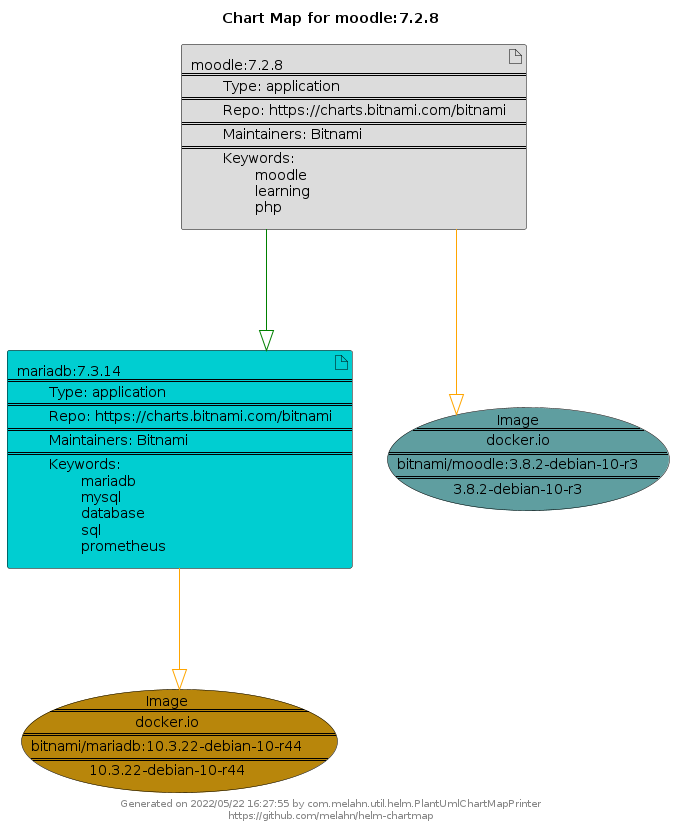 Chart Map for moodle:7.2.8
moodle:7.2.8
Type: application
Repo: https://charts.bitnami.com/bitnami
Maintainers: Bitnami
Keywords:
moodle
learning
php
mariadb:7.3.14
Type: application
Repo: https://charts.bitnami.com/bitnami
Maintainers: Bitnami
Keywords:
mariadb
mysql
database
sql
prometheus
Image
docker.io
bitnami/moodle:3.8.2-debian-10-r3
3.8.2-debian-10-r3
Image
docker.io
bitnami/mariadb:10.3.22-debian-10-r44
10.3.22-debian-10-r44
Generated on 2022/05/22 16:27:55 by com.melahn.util.helm.PlantUmlChartMapPrinter
https://github.com/melahn/helm-chartmap